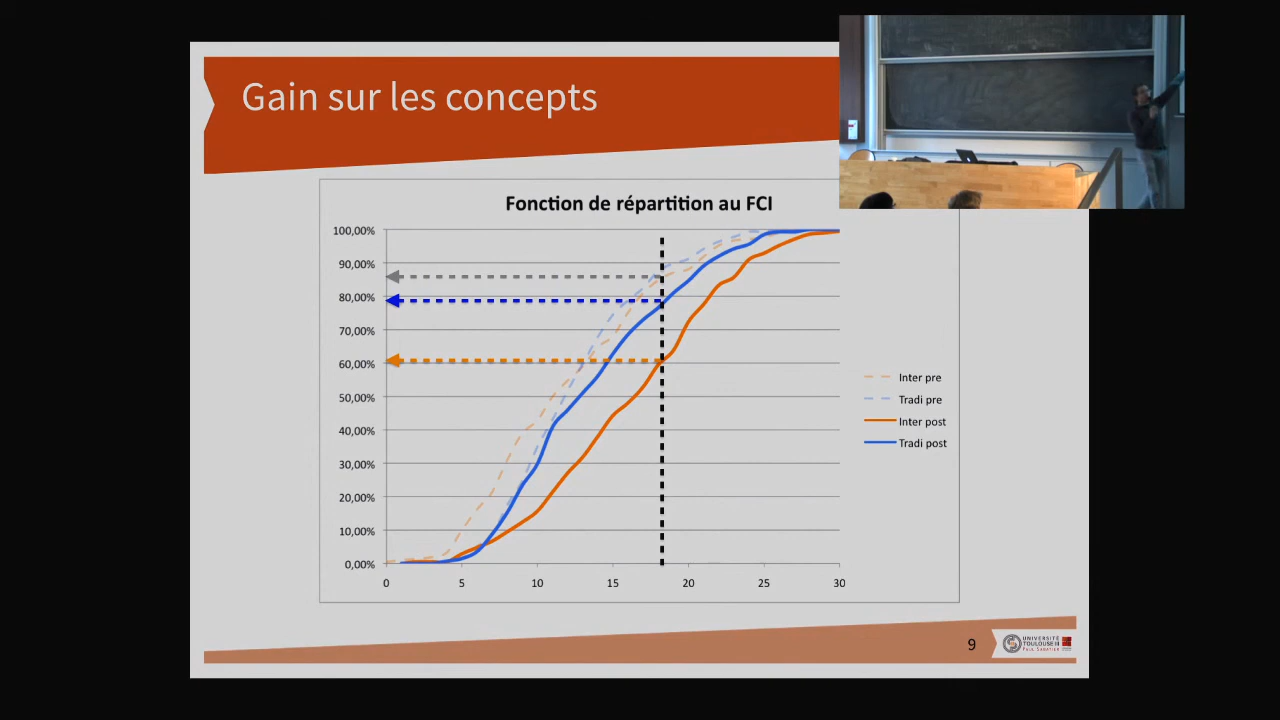 Gain sur les concepts
Fonction de répartition au FCI
100,00%
90,00%
80,00%
70,00%
60,00%
50,00%
40,00%
30,00%
20,00%
10,00%
0,00%
0 5 10 15 20 25 30
Inter pre
Tradi pre
Inter post
Tradi post
9
UNIVERSITÉ
TOULOUSE III
PAUL SABATIER